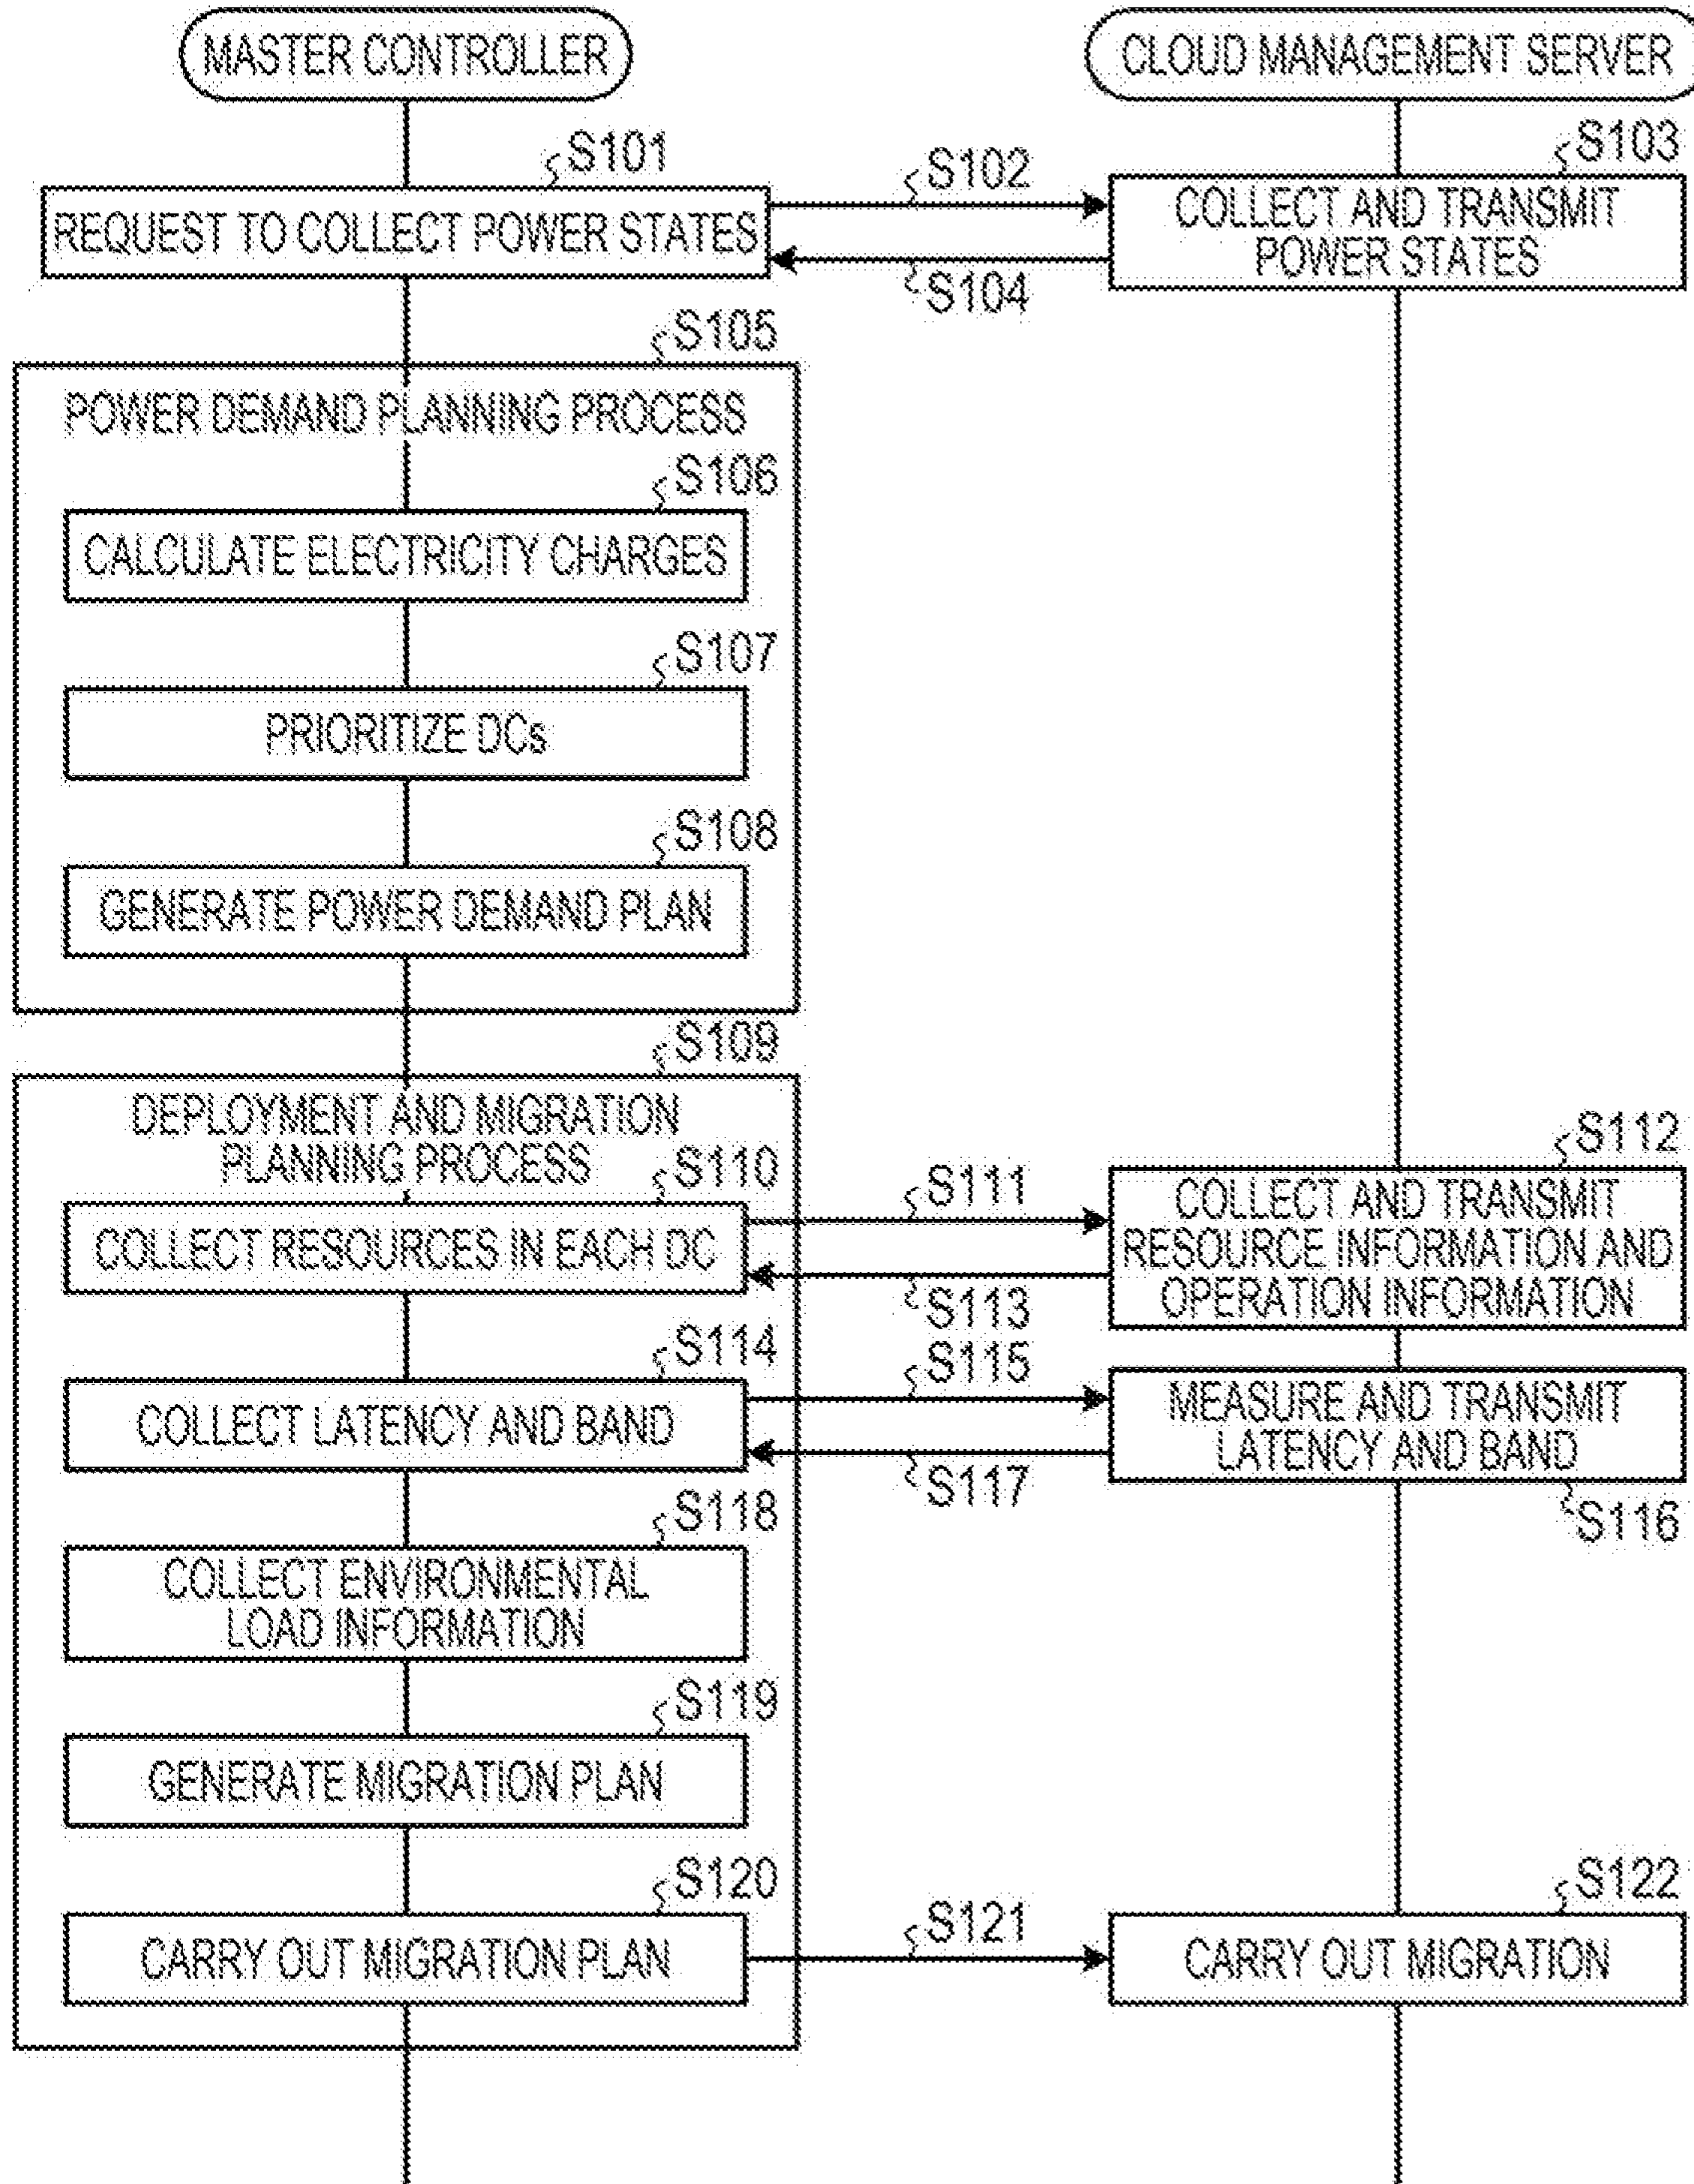 MASTER CONTROLLER
CLOUD MANAGEMENT SERVER
S101
S102
S103
REQUEST TO COLLECT POWER STATES
COLLECT AND TRANSMIT
POWER STATES
S104
S105
POWER DEMAND PLANNING PROCESS
S106
CALCULATE ELECTRICITY CHARGES
S107
PRIORITIZE DCs
S108
GENERATE POWER DEMAND PLAN
S109
DEPLOYMENT AND MIGRATION
PLANNING PROCESS
S110
S111
S112
COLLECT RESOURCES IN EACH DC
COLLECT AND TRANSMIT
RESOURCE INFORMATION AND
OPERATION INFORMATION
S113
S114
S115
COLLECT LATENCY AND BAND
MEASURE AND TRANSMIT
LATENCY AND BAND
S117
S116
S118
COLLECT ENVIRONMENTAL
LOAD INFORMATION
S119
GENERATE MIGRATION PLAN
S120
S121
S122
CARRY OUT MIGRATION PLAN
CARRY OUT MIGRATION